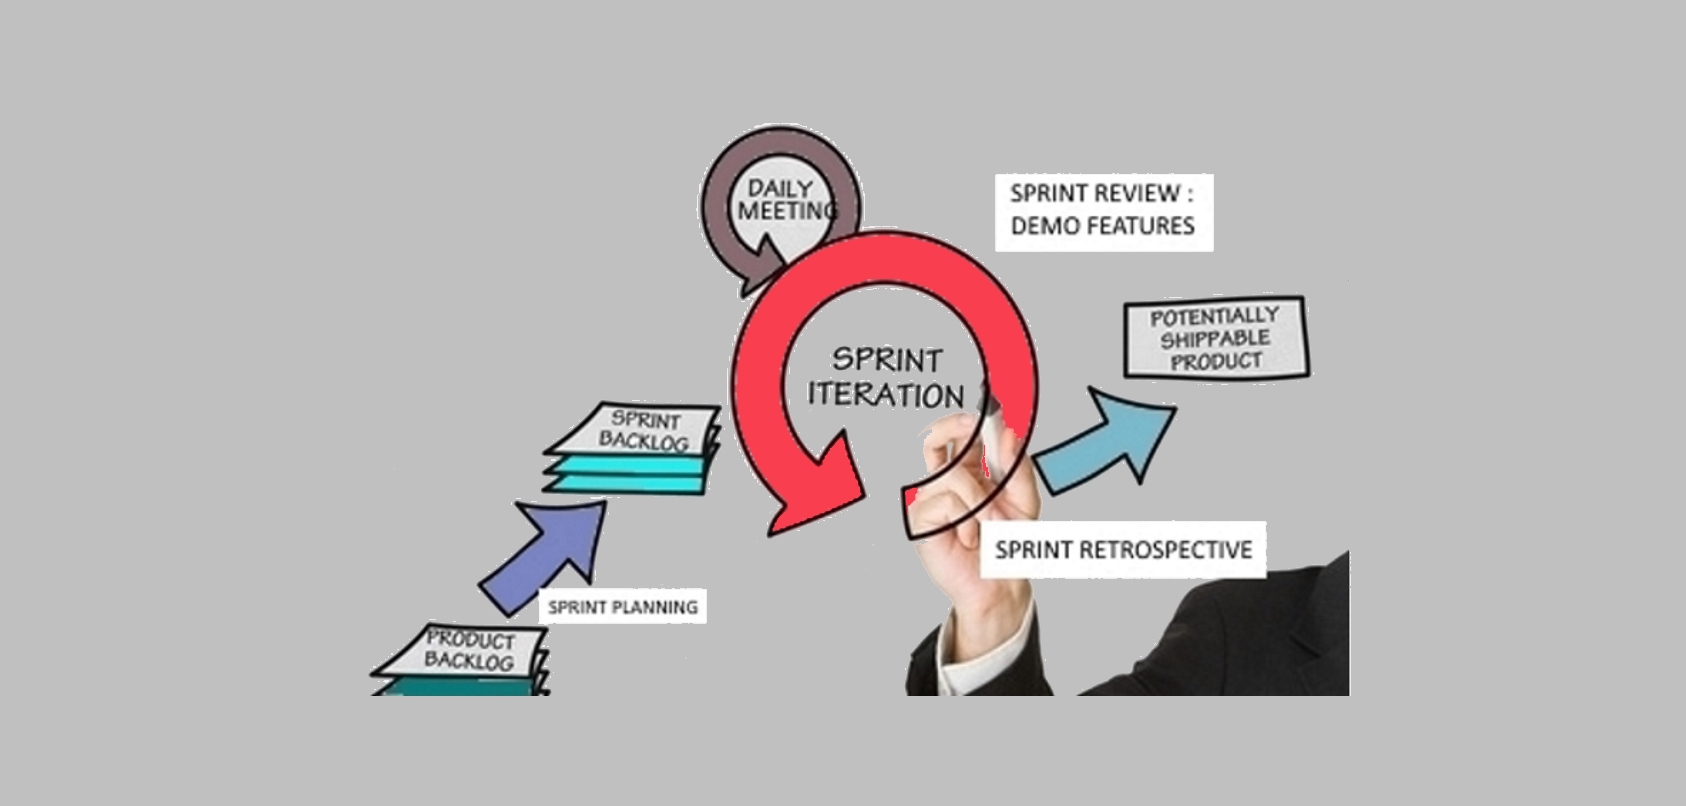 DAILY
MEETING
SPRINT REVIEW :
DEMO FEATURES
POTENTIALLY
SHIPPABLE
PRODUCT
SPRINT
ITERATION
SPRINT
BACKLOG
SPRINT RETROSPECTIVE
SPRINT PLANNING
PRODUCT
BACKLOG